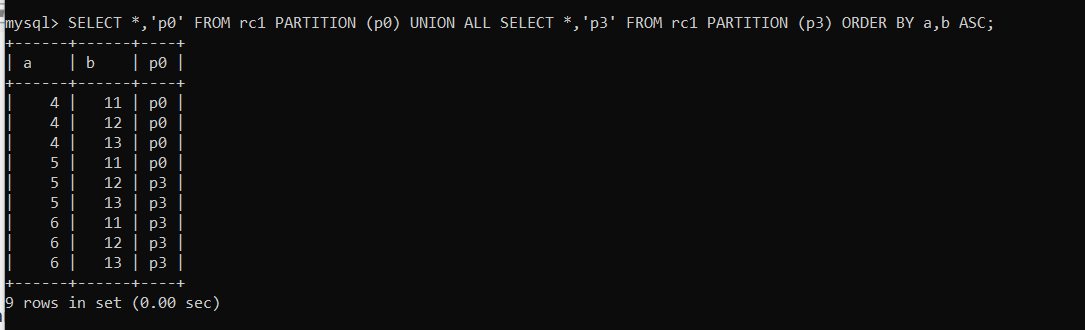 mysql> SELECT *,'p0' FROM rc1 PARTITION (p0) UNION ALL SELECT *,'p3' FROM rc1 PARTITION (p3) ORDER BY a,b ASC;
+------+------+----+
| a    | b    | p0 |
+------+------+----+
|    4 |   11 | p0 |
|    4 |   12 | p0 |
|    4 |   13 | p0 |
|    5 |   11 | p0 |
|    5 |   12 | p3 |
|    5 |   13 | p3 |
|    6 |   11 | p3 |
|    6 |   12 | p3 |
|    6 |   13 | p3 |
+------+------+----+
9 rows in set (0.00 sec)